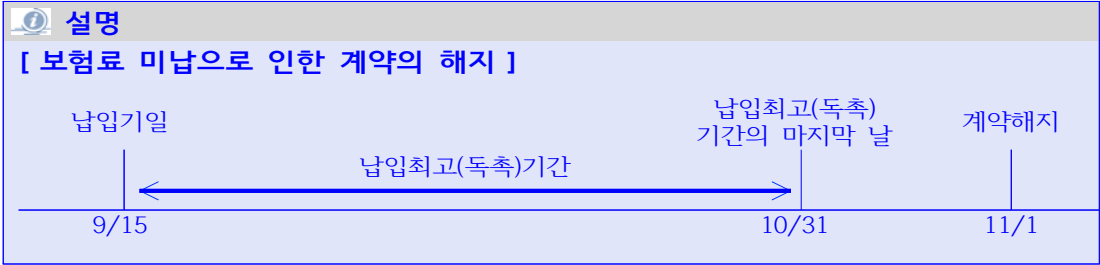 설명
[ 보험료 미납으로 인한 계약의 해지 ]
납입기일
납입최고(독촉)
기간의 마지막 날
계약해지
납입최고(독촉)기간
9/15
10/31
11/1